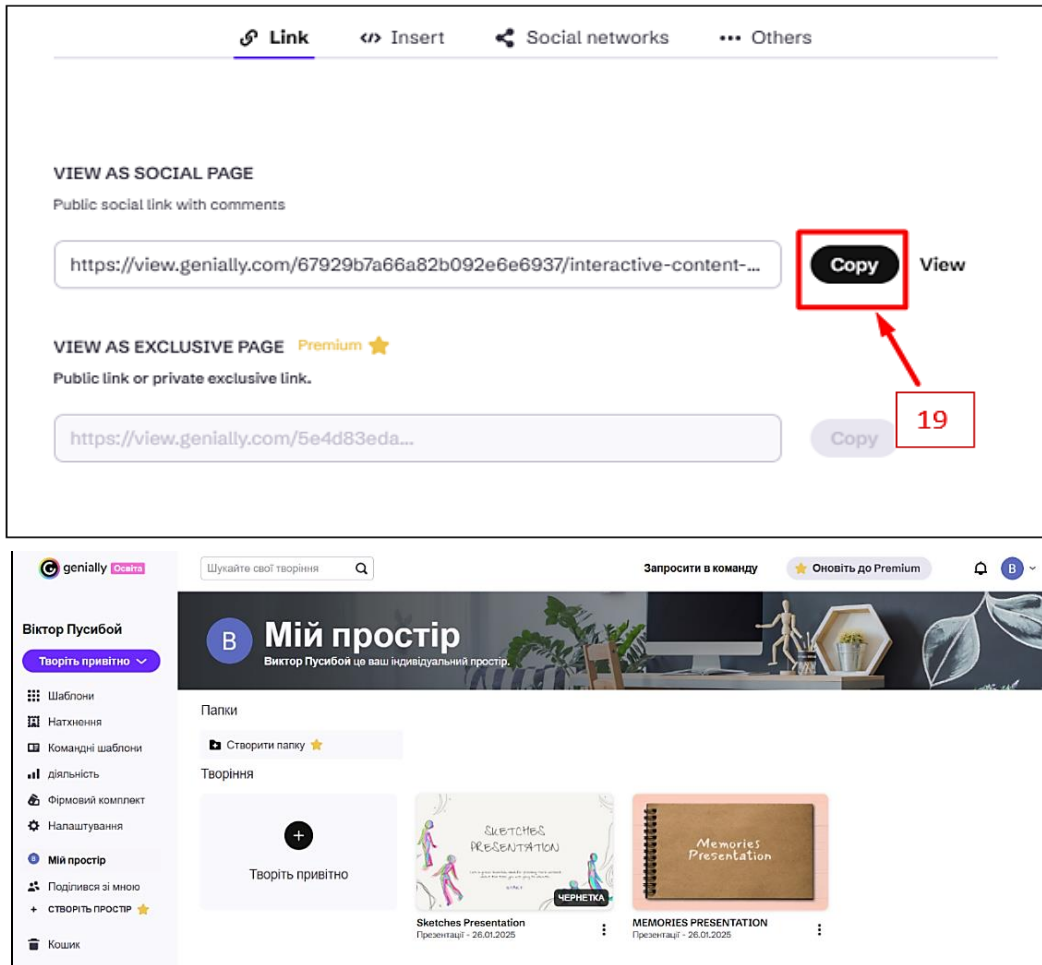 Link Insert Social networks Others
VIEW AS SOCIAL PAGE
Public social link with comments
https://view.genially.com/67929b7a66a82b092e6e6937/interactive-content-... Copy View
VIEW AS EXCLUSIVE PAGE Premium
Public link or private exclusive link.
https://view.genially.com/5e4d83eda... Copy
19
genially Освіта
Шукайте свої творіння
Запросити в команду
Оновіть до Premium
В
Віктор Пусибой
Творіть привітно
Шаблони
Натхнення
Командні шаблони
діяльність
Фірмовий комплект
Налаштування
В Мій простір
Поділився зі мною
+ СТВОРІТЬ ПРОСТІР
Кошик
В Мій простір
Виктор Пусибой це ваш індивідуальний простір.
Папки
Створити папку
Творіння
Творіть привітно
SKETCHES
PRESENTATION
ЧЕРНЕТКА
Sketches Presentation
Презентації - 26.01.2025
Memories
Presentation
MEMORIES PRESENTATION
Презентації - 26.01.2025